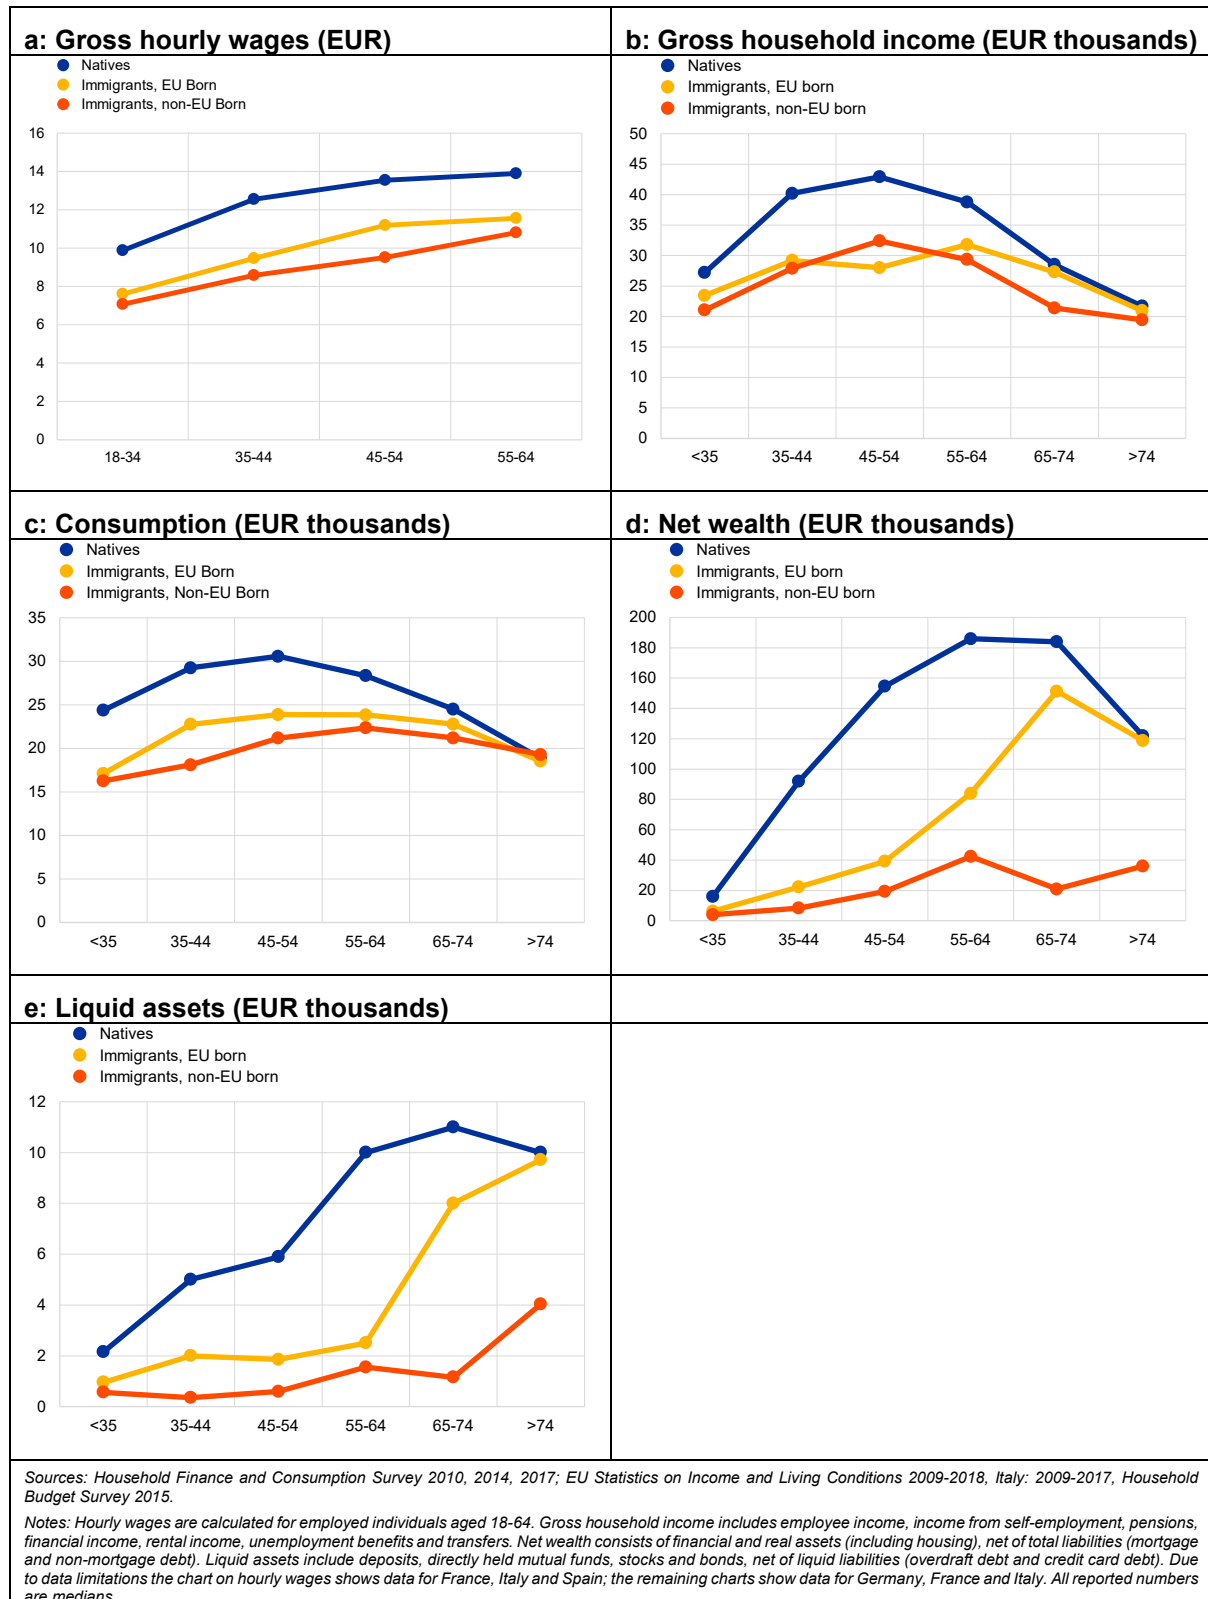 a: Gross hourly wages (EUR)
Natives
Immigrants, EU Born
Immigrants, non-EU Born
16
14
12
10
8
6
4
2
0
18-34 35-44 45-54 55-64
b: Gross household income (EUR thousands)
Natives
Immigrants, EU born
Immigrants, non-EU born
50
45
40
35
30
25
20
15
10
5
0
<35 35-44 45-54 55-64 65-74 >74
c: Consumption (EUR thousands)
Natives
Immigrants, EU Born
Immigrants, Non-EU Born
35
30
25
20
15
10
5
0
<35 35-44 45-54 55-64 65-74 >74
d: Net wealth (EUR thousands)
Natives
Immigrants, EU born
Immigrants, non-EU born
200
180
160
140
120
100
80
60
40
20
0
<35 35-44 45-54 55-64 65-74 >74
e: Liquid assets (EUR thousands)
Natives
Immigrants, EU born
Immigrants, non-EU born
12
10
8
6
4
2
0
<35 35-44 45-54 55-64 65-74 >74
Sources: Household Finance and Consumption Survey 2010, 2014, 2017; EU Statistics on Income and Living Conditions 2009-2018, Italy: 2009-2017, Household
Budget Survey 2015.
Notes: Hourly wages are calculated for employed individuals aged 18-64. Gross household income includes employee income, income from self-employment, pensions,
financial income, rental income, unemployment benefits and transfers. Net wealth consists of financial and real assets (including housing), net of total liabilities (mortgage
and non-mortgage debt). Liquid assets include deposits, directly held mutual funds, stocks and bonds, net of liquid liabilities (overdraft debt and credit card debt). Due
to data limitations the chart on hourly wages shows data for France, Italy and Spain; the remaining charts show data for Germany, France and Italy. All reported numbers
are medians.